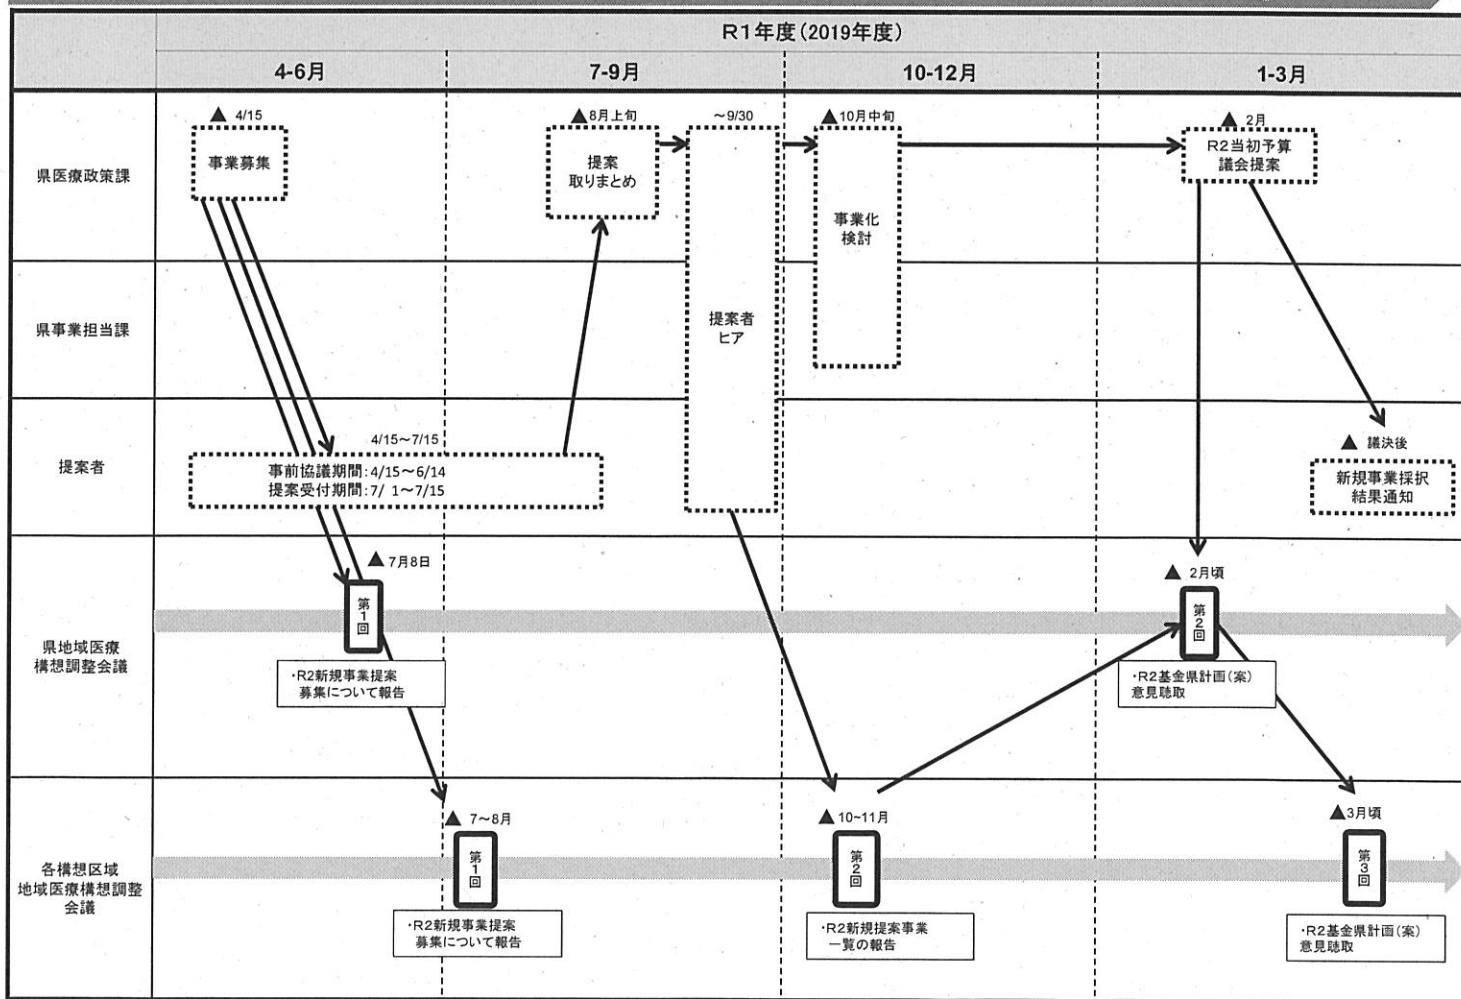 R1年度(2019年度)
4-6月
7-9月
10-12月
1-3月
県医療政策課
▲ 4/15
事業募集
▲8月上旬
提案
取りまとめ
～9/30
提案者
ヒア
▲10月中旬
事業化
検討
▲ 2月
R2当初予算
議会提案
県事業担当課
提案者
4/15～7/15
事前協議期間:4/15～6/14
提案受付期間:7/ 1～7/15
▲ 議決後
新規事業採択
結果通知
県地域医療
構想調整会議
▲ 7月8日
第1回
・R2新規事業提案
募集について報告
▲ 2月頃
第2回
・R2基金県計画(案)
意見聴取
各構想区域
地域医療構想調整
会議
▲ 7～8月
第1回
・R2新規事業提案
募集について報告
▲10~11月
第2回
・R2新規提案事業
一覧の報告
▲3月頃
第3回
・R2基金県計画(案)
意見聴取